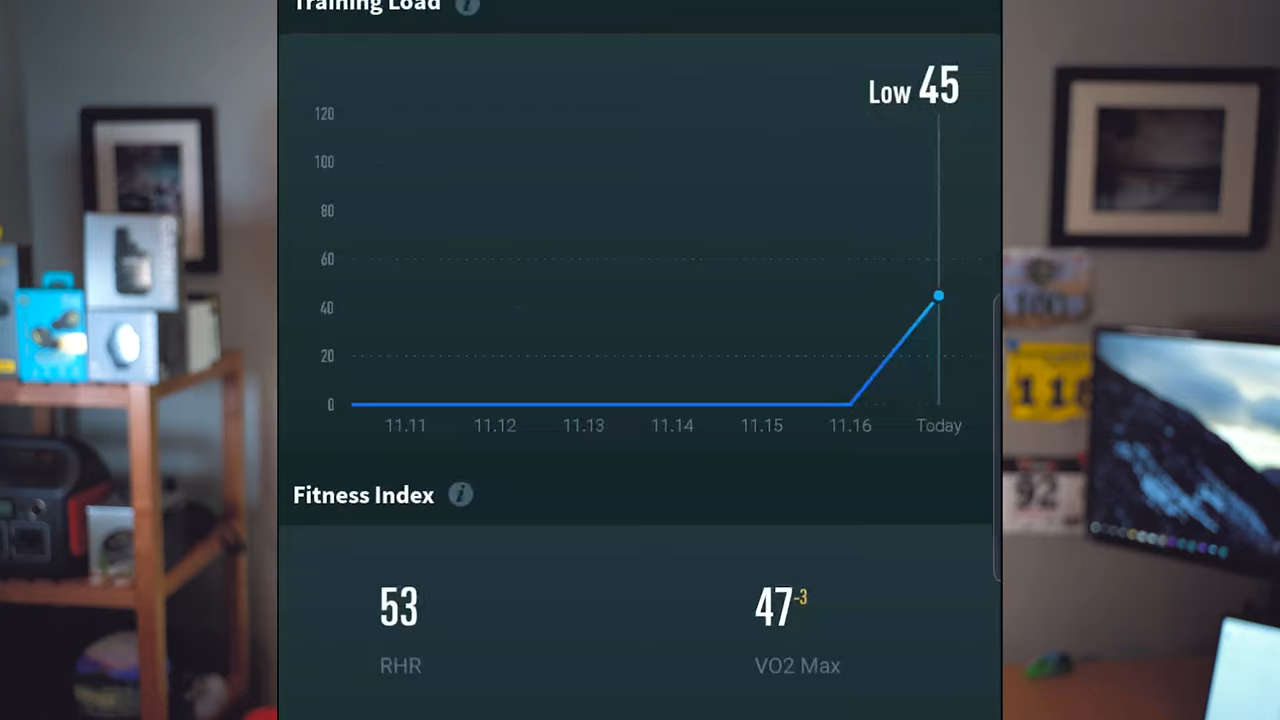 Training Load i
Low 45
120
100
80
60
40
20
0
11.11 11.12 11.13 11.14 11.15 11.16 Today
Fitness Index i
53
47-3
RHR
VO2 Max
92